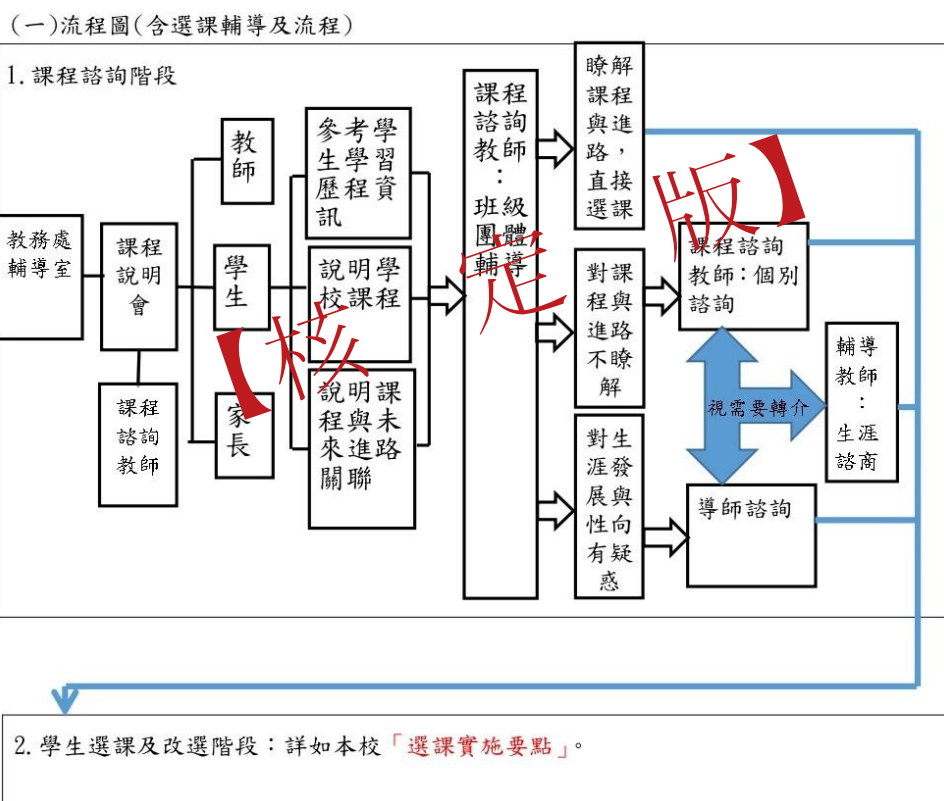 (一)流程圖(含選課輔導及流程)
1.課程諮詢階段
教務處
輔導室
課程
說明
會
課程
諮詢
教師
教
師
學
生
家
長
參考學
生學習
歷程資
訊
說明學
校課程
說明課
程與未
來進路
關聯
課程
諮詢
教師
：
班級
團體
輔導
瞭解
課程
與進
路，
直接
選課
對課
程與
進路
不瞭
解
對生
涯發
展與
性向
有疑
惑
課程諮詢
教師：個別
諮詢
視需要轉介
導師諮詢
輔導
教師
：
生涯
諮商
【核定版】
2.學生選課及改選階段：詳如本校「選課實施要點」。